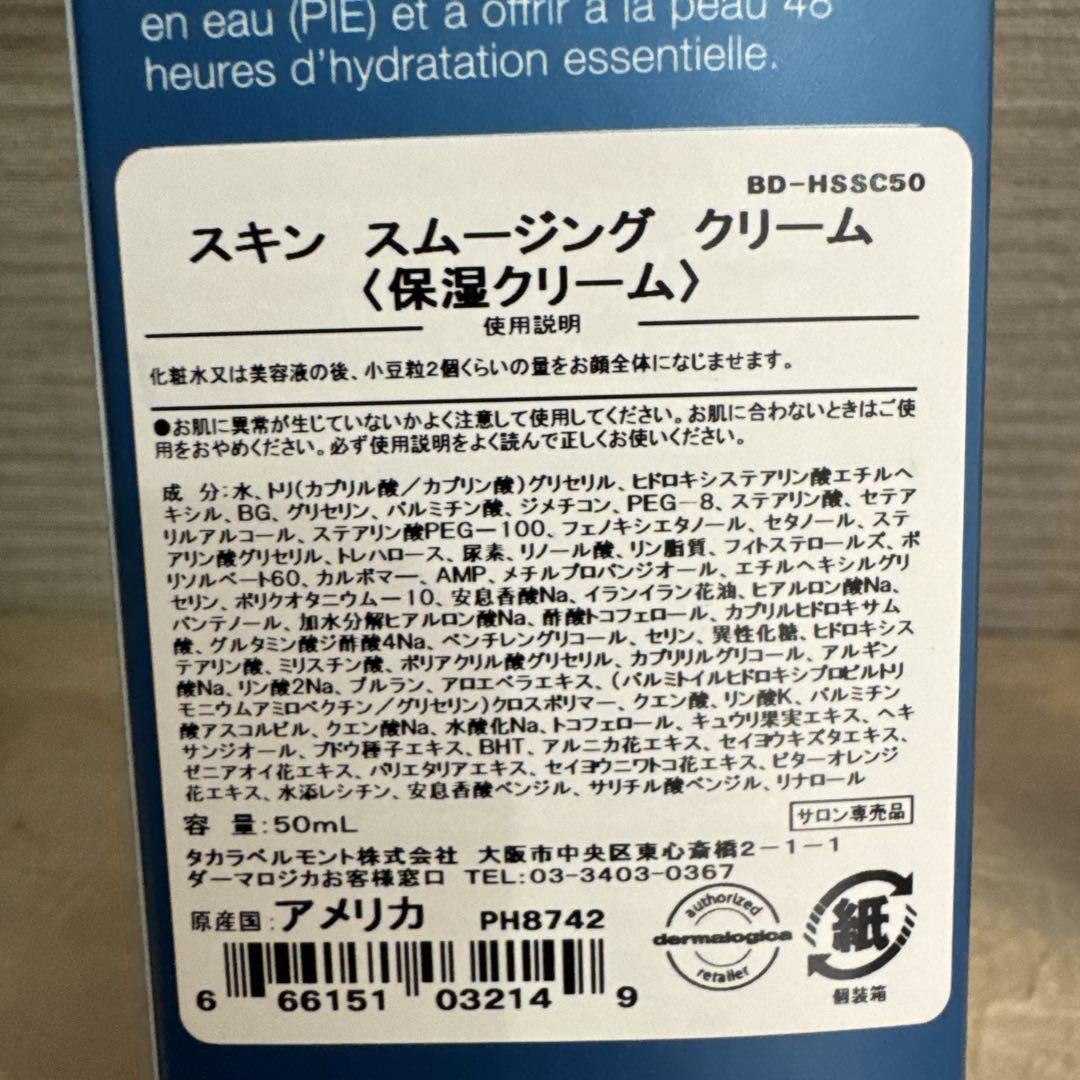 en eau (PIE) et à offrir à la peau 48
heures d’hydratation essentielle.
BD-HSSC50
スキン スムージング クリーム
〈保湿クリーム〉
使用説明
化粧水又は美容液の後、小豆粒2個くらいの量をお顔全体になじませます。
●お肌に異常が生じていないかよく注意して使用してください。お肌に合わないときはご使
用をおやめください。必ず使用説明をよく読んで正しくお使いください。
成 分：水、トリ(カプリル酸／カプリン酸)グリセリル、ヒドロキシステアリン酸エチルヘ
キシル、BG、グリセリン、パルミチン酸、ジメチコン、PEG－8、ステアリン酸、セテア
リルアルコール、ステアリン酸PEG－100、フェノキシエタノール、セタノール、ステ
アリン酸グリセリル、トレハロース、尿素、リノール酸、リン脂質、フィトステロールズ、ポ
リソルベート60、カルボマー、AMP、メチルプロパンジオール、エチルヘキシルグリ
セリン、ポリクオタニウム－10、安息香酸Na、イランイラン花油、ヒアルロン酸Na、
パンテノール、加水分解ヒアルロン酸Na、酢酸トコフェロール、カプリルヒドロキサム
酸、グルタミン酸ジ酢酸4Na、ペンチレングリコール、セリン、異性化糖、ヒドロキシス
テアリン酸、ミリスチン酸、ポリアクリル酸グリセリル、カプリリルグリコール、アルギン
酸Na、リン酸2Na、プルラン、アロエベラエキス、(パルミトイルヒドロキシプロピルトリ
モニウムアミロペクチン／グリセリン)クロスポリマー、クエン酸、リン酸K、パルミチン
酸アスコルビル、クエン酸Na、水酸化Na、トコフェロール、キュウリ果実エキス、ヘキ
サンジオール、ブドウ種子エキス、BHT、アルニカ花エキス、セイヨウキズタエキス、
ゼニアオイ花エキス、パリエタリアエキス、セイヨウニワトコ花エキス、ビターオレンジ
花エキス、水添レシチン、安息香酸ベンジル、サリチル酸ベンジル、リナロール
容 量：50mL
サロン専売品
タカラベルモント株式会社 大阪市中央区東心斎橋2－1－1
ダーマロジカお客様窓口 TEL:03-3403-0367
原産国：アメリカ PH8742
authorized
dermalogica
retailer
紙
個装箱
6 66151 03214 9